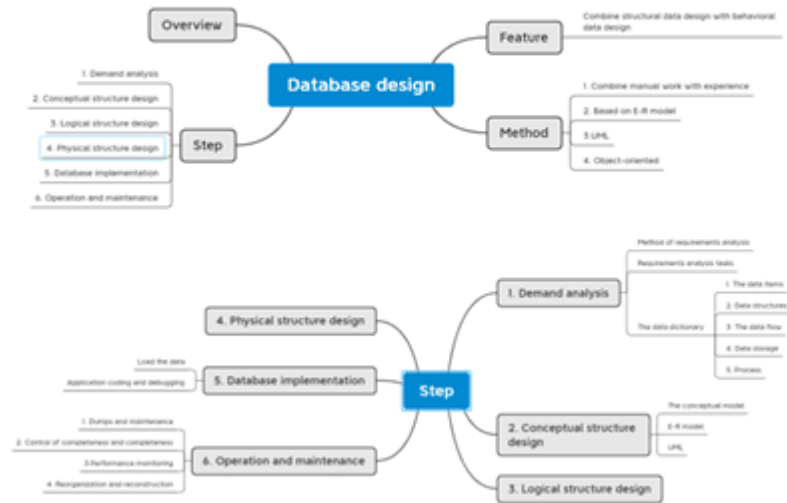 Overview
Database design
Feature
Combine structural data design with behavioral
data design
Method
1. Combine manual work with experience
2. Based on E-R model
3.UML
4. Object-oriented
Step
1. Demand analysis
2. Conceptual structure design
3. Logical structure design
4. Physical structure design
5. Database implementation
6. Operation and maintenance
Step
1. Demand analysis
Method of requirements analysis
Requirements analysis tasks
The data dictionary
1. The data items
2. Data structures
3. The data flow
4. Data storage
5. Process
2. Conceptual structure
design
The conceptual model
E-R model
UML
3. Logical structure design
4. Physical structure design
5. Database implementation
Load the data
Application coding and debugging
6. Operation and maintenance
1. Dumps and maintenance
2. Control of completeness and completeness
3.Performance monitoring
4. Reorganization and reconstruction